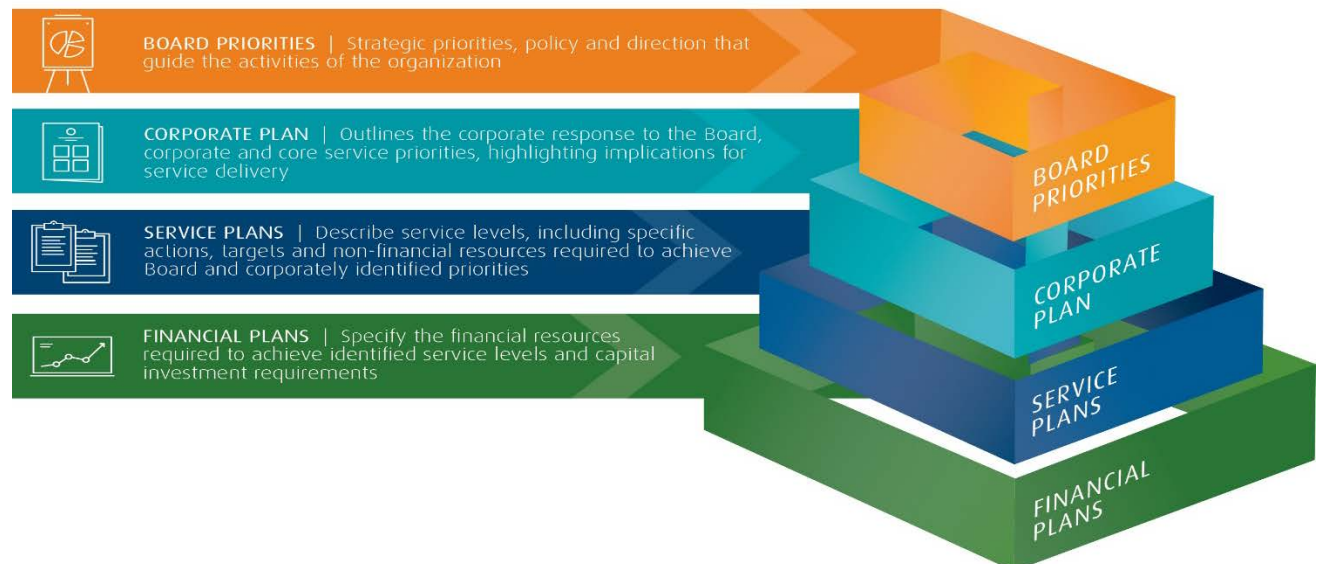 BOARD PRIORITIES | Strategic priorities, policy and direction that
guide the activities of the organization
CORPORATE PLAN | Outlines the corporate response to the Board,
corporate and core service priorities, highlighting implications for
service delivery
SERVICE PLANS | Describe service levels, including specific
actions, targets and non-financial resources required to achieve
Board and corporately identified priorities
FINANCIAL PLANS | Specify the financial resources
required to achieve identified service levels and capital
investment requirements
BOARD
PRIORITIES
CORPORATE
PLAN
SERVICE
PLANS
FINANCIAL
PLANS